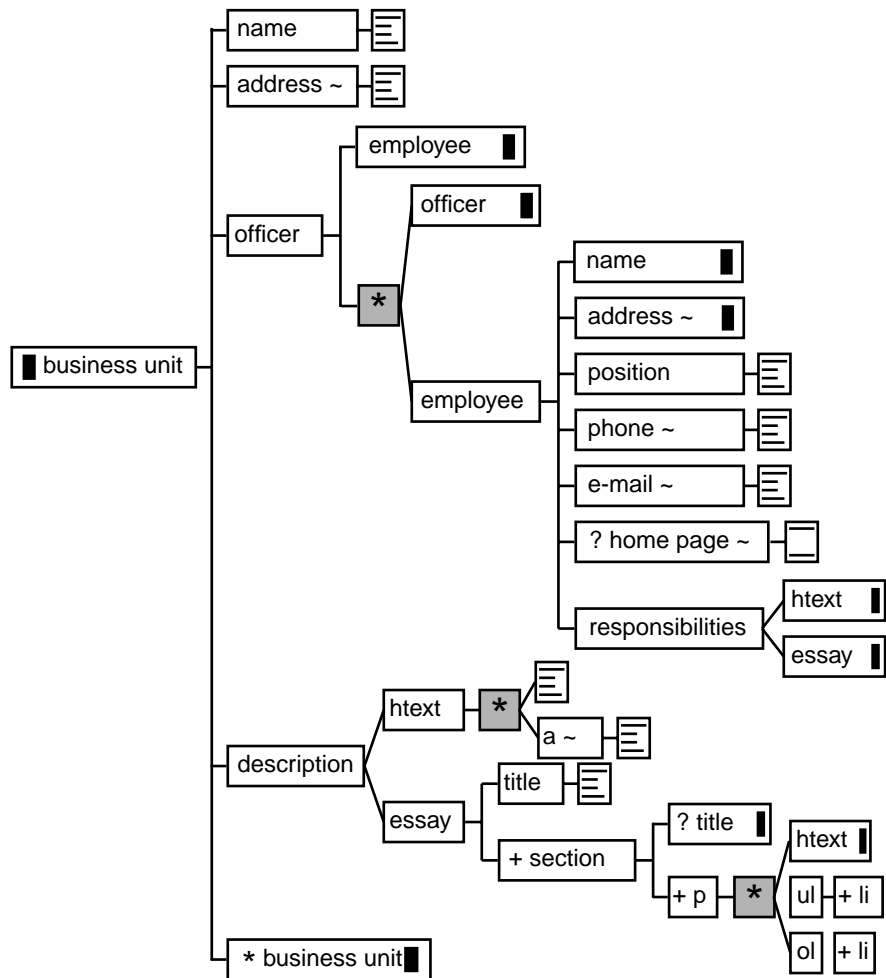 name
address ~
employee
officer
officer
name
*
address ~
business unit
position
employee
phone ~
e-mail ~
? home page ~
htext
responsibilities
essay
htext
*
a ~
description
title
essay
? title
htext
+ section
+ p
*
ul
+ li
ol
+ li
* business unit